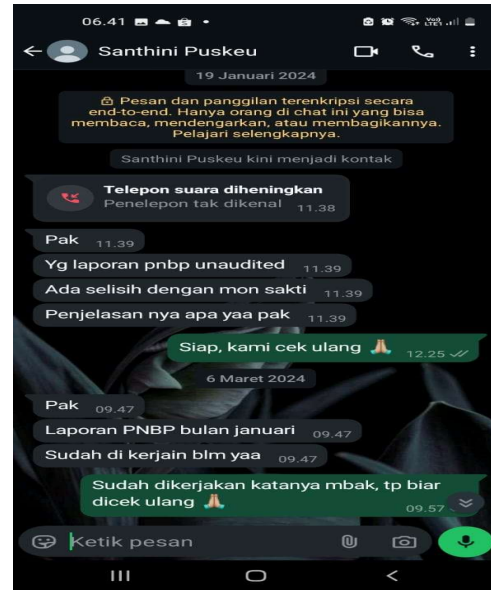 06.41
VoO
LTE1
Santhini Puskeu
19 Januari 2024
Pesan dan panggilan terenkripsi secara
end-to-end. Hanya orang di chat ini yang bisa
membaca, mendengarkan, atau membagikannya.
Pelajari selengkapnya.
Santhini Puskeu kini menjadi kontak
Telepon suara diheningkan
Penelepon tak dikenal 11.38
Pak 11.39
Yg laporan pnbp unaudited 11.39
Ada selisih dengan mon sakti 11.39
Penjelasan nya apa yaa pak 11.39
Siap, kami cek ulang 🙏 12.25
6 Maret 2024
Pak 09.47
Laporan PNBP bulan januari 09.47
Sudah di kerjain blm yaa 09.47
Sudah dikerjakan katanya mbak, tp biar
dicek ulang 🙏 09.57
Ketik pesan